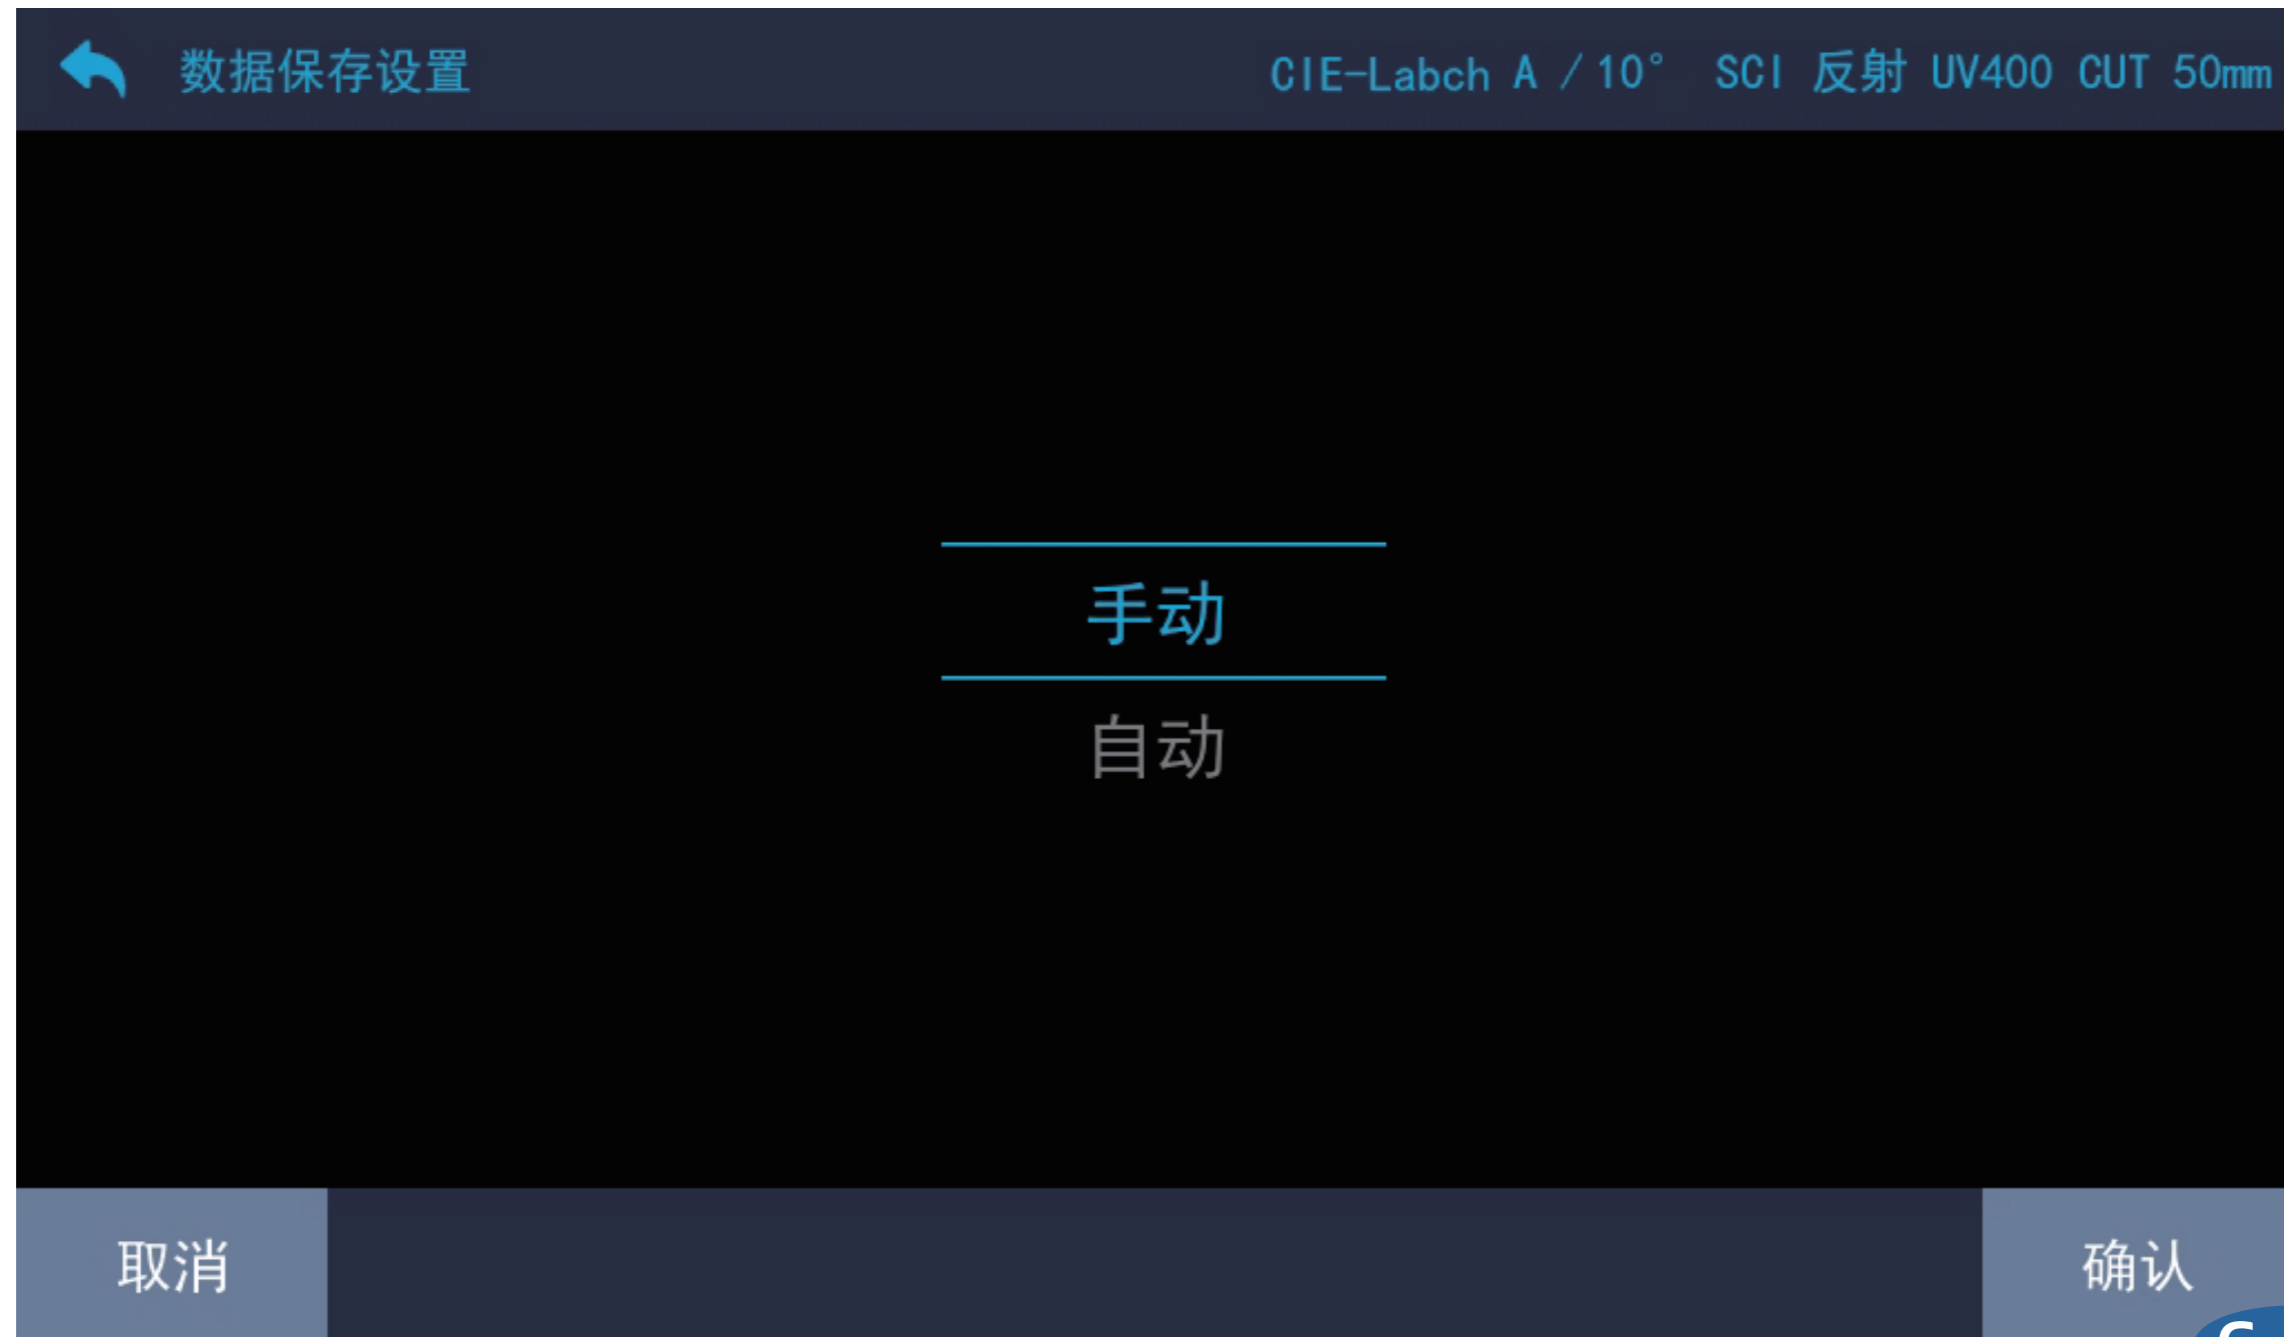 数据保存设置 CIE-Labch A / 10° SCI 反射 UV400 CUT 50mm
手动
自动
取消 确认